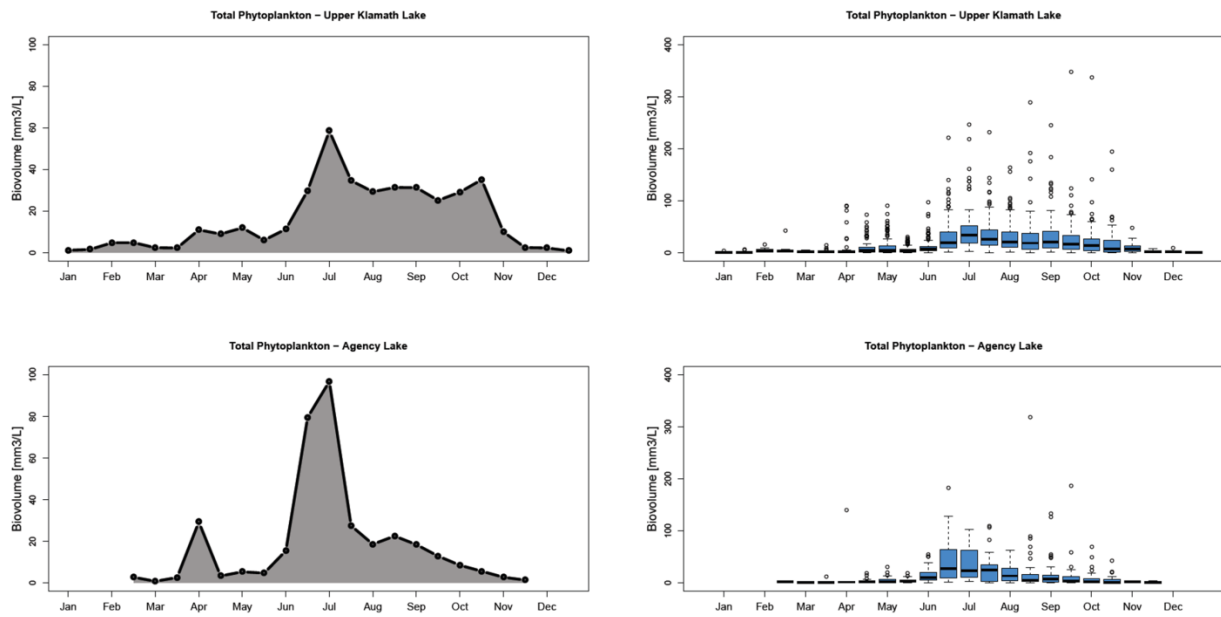 Total Phytoplankton – Upper Klamath Lake
Biovolume [mm3/L]
100
80
60
40
20
0
Jan Feb Mar Apr May Jun Jul Aug Sep Oct Nov Dec
Total Phytoplankton – Upper Klamath Lake
Biovolume [mm3/L]
400
300
200
100
0
Jan Feb Mar Apr May Jun Jul Aug Sep Oct Nov Dec
Total Phytoplankton – Agency Lake
Biovolume [mm3/L]
100
80
60
40
20
0
Jan Feb Mar Apr May Jun Jul Aug Sep Oct Nov Dec
Total Phytoplankton – Agency Lake
Biovolume [mm3/L]
400
300
200
100
0
Jan Feb Mar Apr May Jun Jul Aug Sep Oct Nov Dec